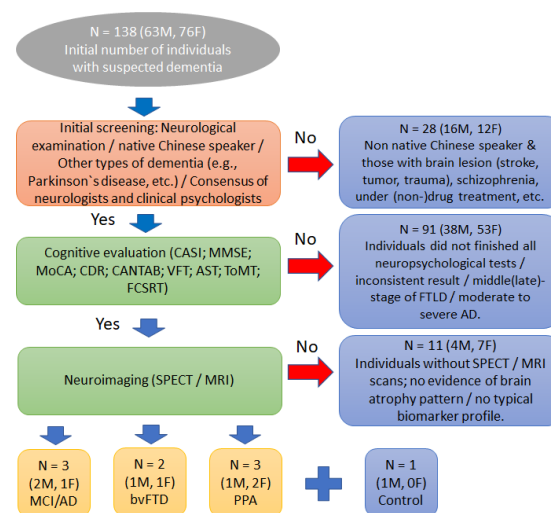 N = 138 (63M, 76F)
Initial number of individuals
with suspected dementia
Initial screening: Neurological
examination / native Chinese speaker /
Other types of dementia (e.g.,
Parkinson`s disease, etc.) / Consensus of
neurologists and clinical psychologists
No
N = 28 (16M, 12F)
Non native Chinese speaker &
those with brain lesion (stroke,
tumor, trauma), schizophrenia,
under (non-)drug treatment, etc.
Yes
Cognitive evaluation (CASI; MMSE;
MoCA; CDR; CANTAB; VFT; AST; ToMT;
FCSRT)
No
N = 91 (38M, 53F)
Individuals did not finished all
neuropsychological tests /
inconsistent result / middle(late)-
stage of FTLD / moderate to
severe AD.
Yes
Neuroimaging (SPECT / MRI)
No
N = 11 (4M, 7F)
Individuals without SPECT / MRI
scans; no evidence of brain
atrophy pattern / no typical
biomarker profile.
N = 3
(2M, 1F)
MCI/AD
N = 2
(1M, 1F)
bvFTD
N = 3
(1M, 2F)
PPA
N = 1
(1M, 0F)
Control